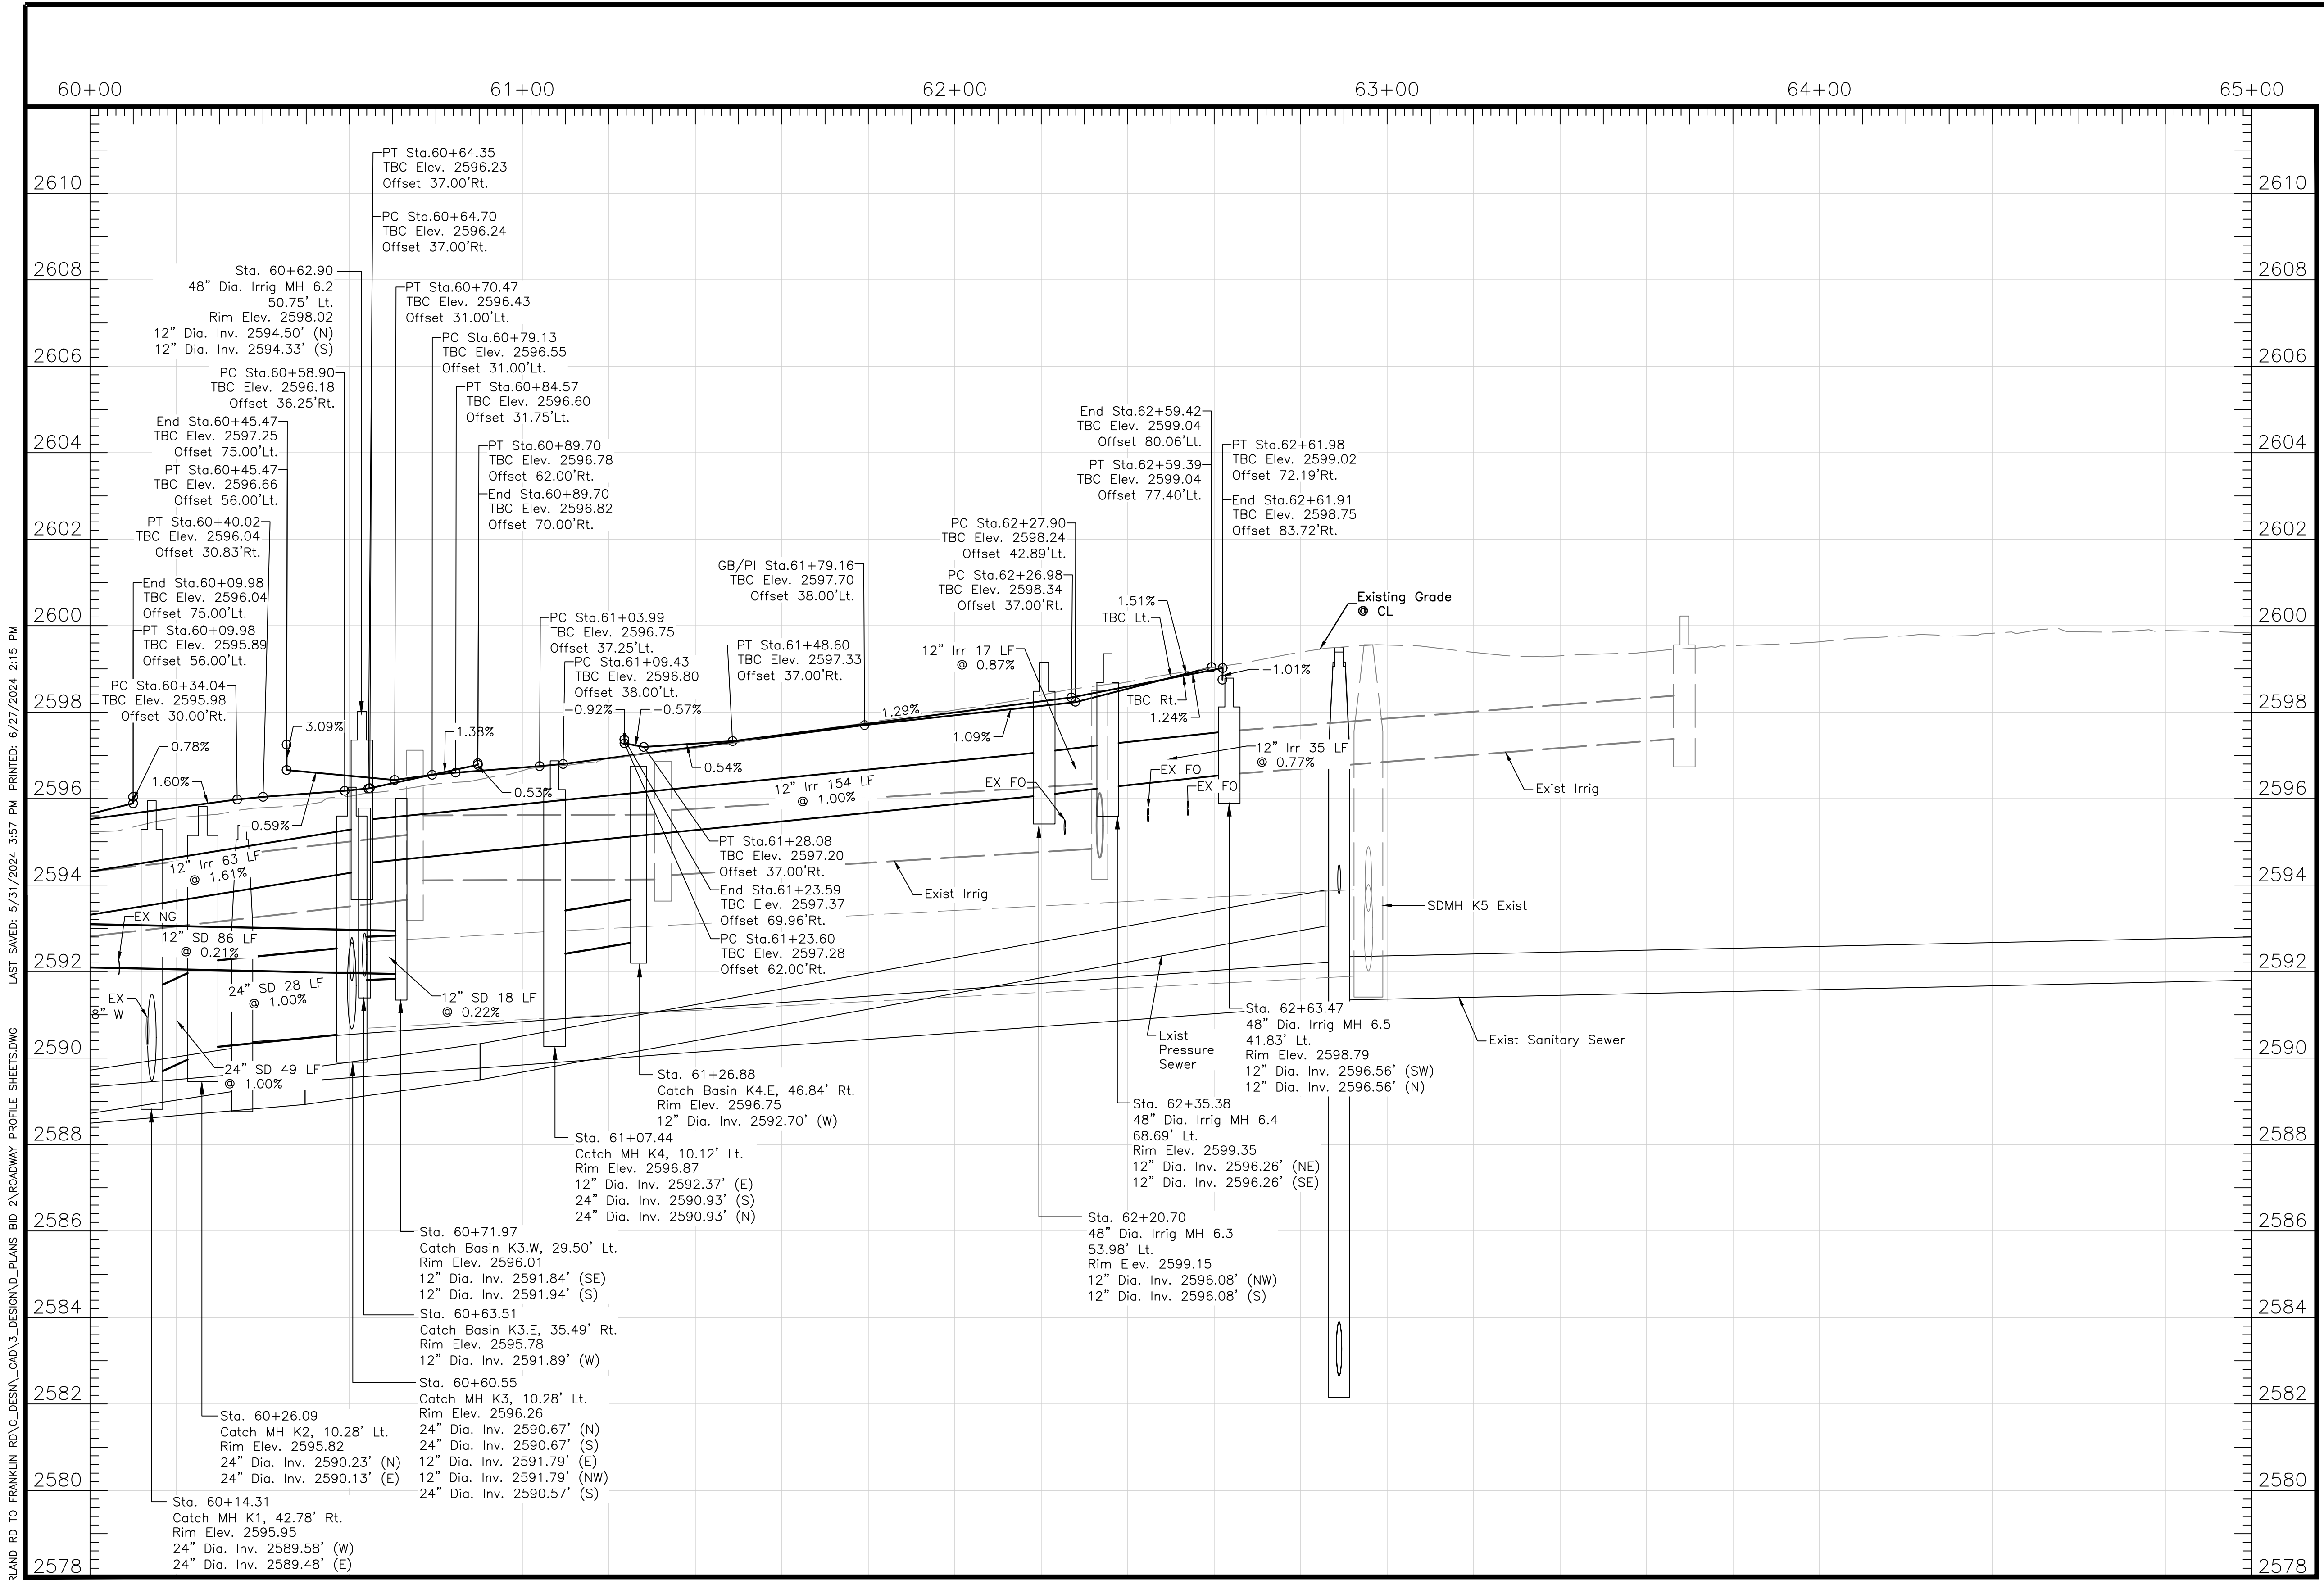 60+00
61+00
62+00
63+00
64+00
65+00
2610
2608
2606
2604
2602
2600
2598
2596
2594
2592
2590
2588
2586
2584
2582
2580
2578
2610
2608
2606
2604
2602
2600
2598
2596
2594
2592
2590
2588
2586
2584
2582
2580
2578
PT Sta.60+64.35
TBC Elev. 2596.23
Offset 37.00'Rt.
PC Sta.60+64.70
TBC Elev. 2596.24
Offset 37.00'Rt.
Sta. 60+62.90
48" Dia. Irrig MH 6.2
50.75' Lt.
Rim Elev. 2598.02
12" Dia. Inv. 2594.50' (N)
12" Dia. Inv. 2594.33' (S)
PT Sta.60+70.47
TBC Elev. 2596.43
Offset 31.00'Lt.
PC Sta.60+79.13
TBC Elev. 2596.55
Offset 31.00'Lt.
PC Sta.60+58.90
TBC Elev. 2596.18
Offset 36.25'Rt.
PT Sta.60+84.57
TBC Elev. 2596.60
Offset 31.75'Lt.
End Sta.60+45.47
TBC Elev. 2597.25
Offset 75.00'Lt.
PT Sta.60+45.47
TBC Elev. 2596.66
Offset 56.00'Lt.
PT Sta.60+89.70
TBC Elev. 2596.78
Offset 62.00'Rt.
End Sta.60+89.70
TBC Elev. 2596.82
Offset 70.00'Rt.
PT Sta.60+40.02
TBC Elev. 2596.04
Offset 30.83'Rt.
End Sta.60+09.98
TBC Elev. 2596.04
Offset 75.00'Lt.
PT Sta.60+09.98
TBC Elev. 2595.89
Offset 56.00'Lt.
PC Sta.60+34.04
TBC Elev. 2595.98
Offset 30.00'Rt.
End Sta.62+59.42
TBC Elev. 2599.04
Offset 80.06'Lt.
PT Sta.62+59.39
TBC Elev. 2599.04
Offset 77.40'Lt.
PT Sta.62+61.98
TBC Elev. 2599.02
Offset 72.19'Rt.
End Sta.62+61.91
TBC Elev. 2598.75
Offset 83.72'Rt.
PC Sta.62+27.90
TBC Elev. 2598.24
Offset 42.89'Lt.
PC Sta.62+26.98
TBC Elev. 2598.34
Offset 37.00'Rt.
GB/PI Sta.61+79.16
TBC Elev. 2597.70
Offset 38.00'Lt.
PC Sta.61+03.99
TBC Elev. 2596.75
Offset 37.25'Lt.
PC Sta.61+09.43
TBC Elev. 2596.80
Offset 38.00'Lt.
PT Sta.61+48.60
TBC Elev. 2597.33
Offset 37.00'Rt.
12" Irr 17 LF
@ 0.87%
1.51%
TBC Lt.
Existing Grade
@ CL
-1.01%
TBC Rt.
1.24%
-0.92%
-0.57%
1.29%
1.09%
0.54%
3.09%
0.78%
1.60%
1.38%
0.53%
0.59%
12" Irr 154 LF
@ 1.00%
12" Irr 35 LF
@ 0.77%
EX FO
EX FO
EX FO
Exist Irrig
Exist Irrig
12" Irr 63 LF
@ 1.61%
EX NG
12" SD 86 LF
@ 0.21%
24" SD 28 LF
@ 1.00%
EX
8" W
24" SD 49 LF
@ 1.00%
12" SD 18 LF
@ 0.22%
PT Sta.61+28.08
TBC Elev. 2597.20
Offset 37.00'Rt.
End Sta.61+23.59
TBC Elev. 2597.37
Offset 69.96'Rt.
PC Sta.61+23.60
TBC Elev. 2597.28
Offset 62.00'Rt.
SDMH K5 Exist
Exist
Pressure
Sewer
Exist Sanitary Sewer
Sta. 62+63.47
48" Dia. Irrig MH 6.5
41.83' Lt.
Rim Elev. 2598.79
12" Dia. Inv. 2596.56' (SW)
12" Dia. Inv. 2596.56' (N)
Sta. 62+35.38
48" Dia. Irrig MH 6.4
68.69' Lt.
Rim Elev. 2599.35
12" Dia. Inv. 2596.26' (NE)
12" Dia. Inv. 2596.26' (SE)
Sta. 62+20.70
48" Dia. Irrig MH 6.3
53.98' Lt.
Rim Elev. 2599.15
12" Dia. Inv. 2596.08' (NW)
12" Dia. Inv. 2596.08' (S)
Sta. 61+26.88
Catch Basin K4.E, 46.84' Rt.
Rim Elev. 2596.75
12" Dia. Inv. 2592.70' (W)
Sta. 61+07.44
Catch MH K4, 10.12' Lt.
Rim Elev. 2596.87
12" Dia. Inv. 2592.37' (E)
24" Dia. Inv. 2590.93' (S)
24" Dia. Inv. 2590.93' (N)
Sta. 60+71.97
Catch Basin K3.W, 29.50' Lt.
Rim Elev. 2596.01
12" Dia. Inv. 2591.84' (SE)
12" Dia. Inv. 2591.94' (S)
Sta. 60+63.51
Catch Basin K3.E, 35.49' Rt.
Rim Elev. 2595.78
12" Dia. Inv. 2591.89' (W)
Sta. 60+60.55
Catch MH K3, 10.28' Lt.
Rim Elev. 2596.26
24" Dia. Inv. 2590.67' (N)
24" Dia. Inv. 2590.67' (S)
12" Dia. Inv. 2591.79' (E)
12" Dia. Inv. 2591.79' (NW)
24" Dia. Inv. 2590.57' (S)
Sta. 60+26.09
Catch MH K2, 10.28' Lt.
Rim Elev. 2595.82
24" Dia. Inv. 2590.23' (N)
24" Dia. Inv. 2590.13' (E)
Sta. 60+14.31
Catch MH K1, 42.78' Rt.
Rim Elev. 2595.95
24" Dia. Inv. 2589.58' (W)
24" Dia. Inv. 2589.48' (E)
RLAND RD TO FRANKLIN RD\C_DESN\_CAD\3_DESIGN\D_PLANS BID 2\ROADWAY PROFILE SHEETS.DWG LAST SAVED: 5/31/2024 3:57 PM PRINTED: 6/27/2024 2:15 PM